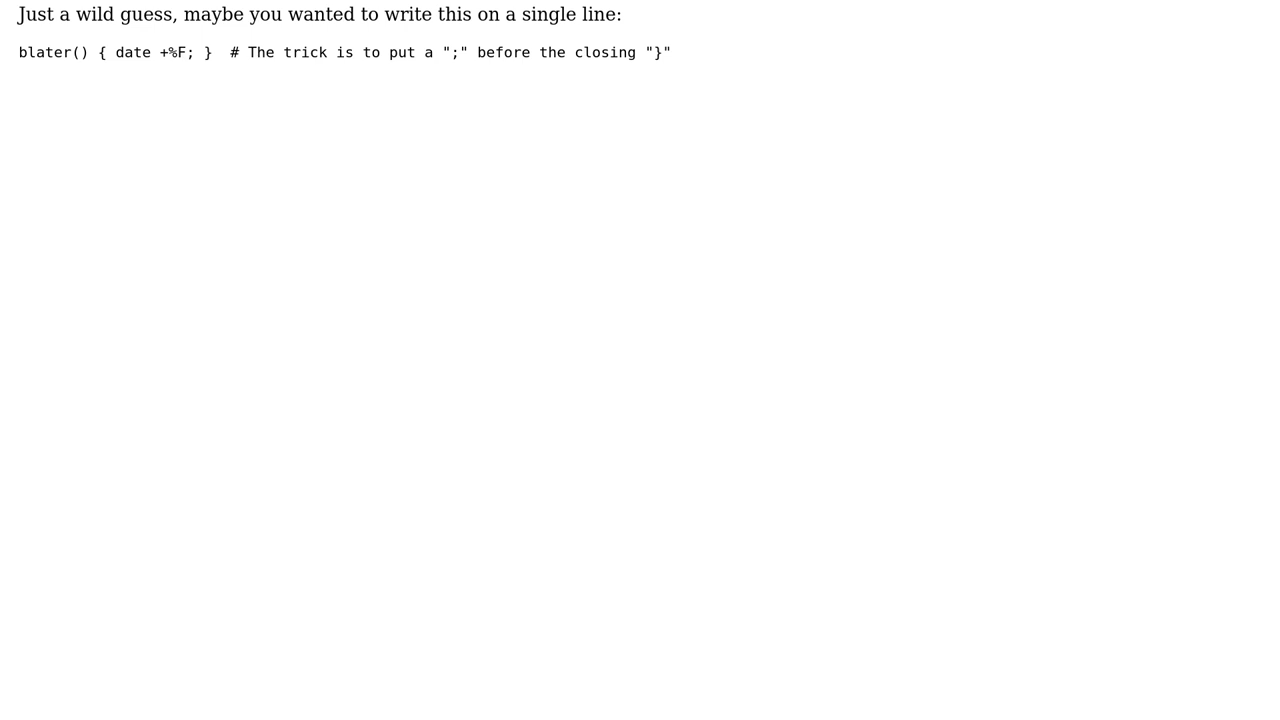 Just a wild guess, maybe you wanted to write this on a single line:
blater() { date +%F; }  # The trick is to put a ";" before the closing "}"